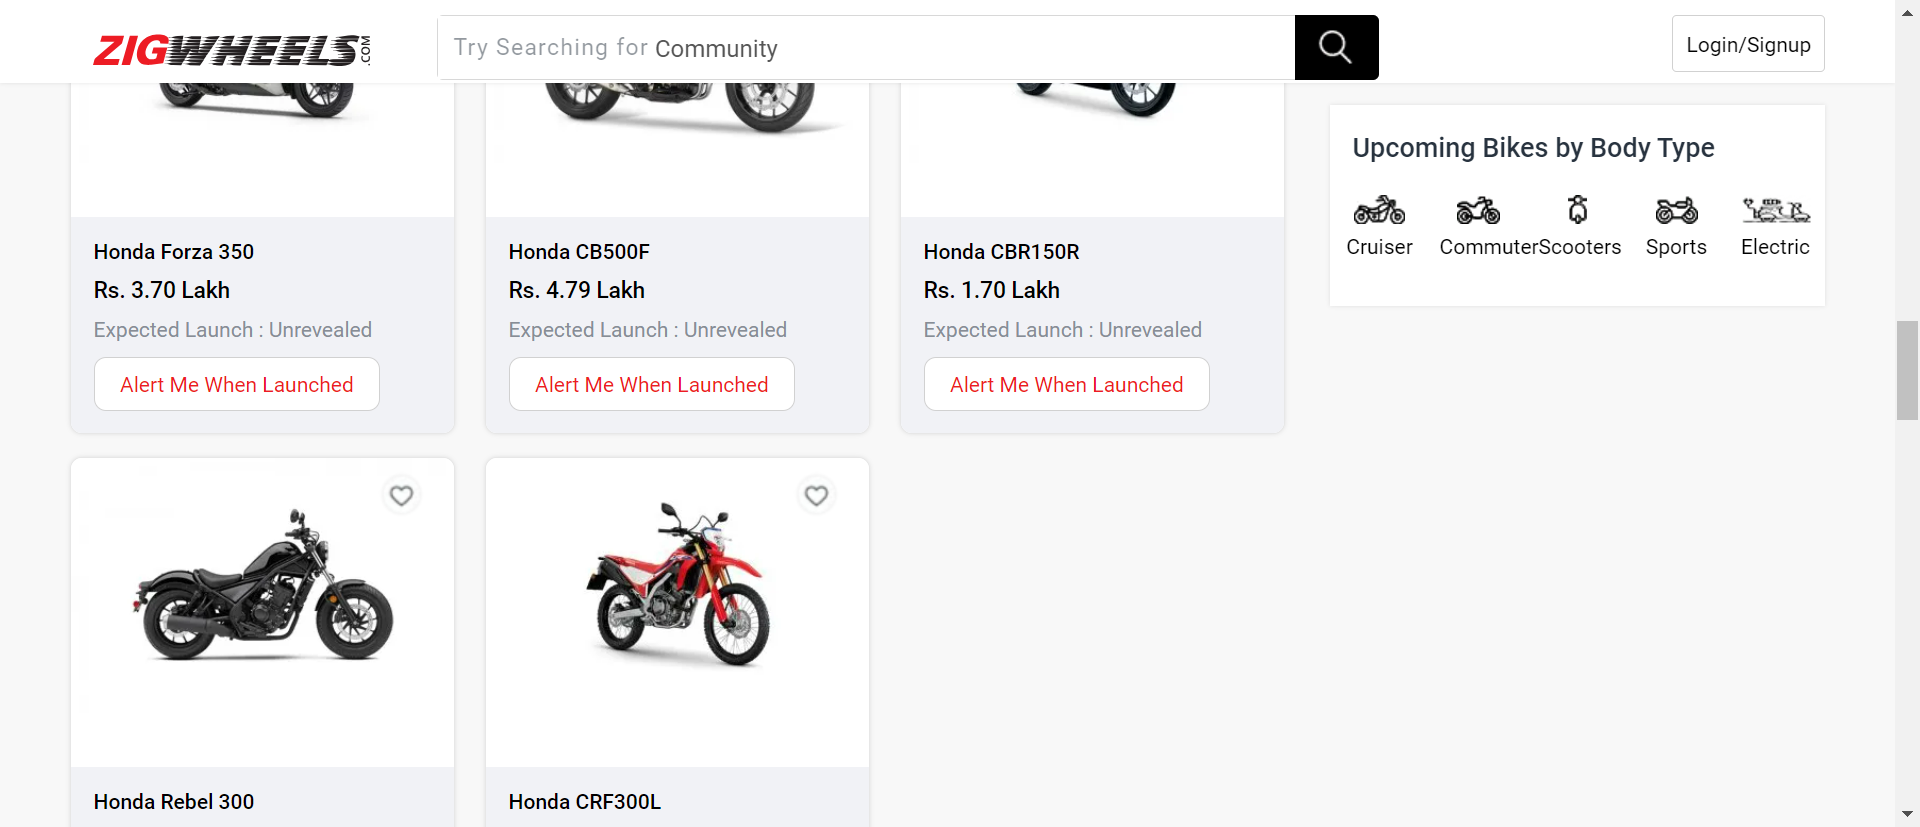 ZIGWHEELS.COM
Try Searching for Community
Login/Signup
Upcoming Bikes by Body Type
Cruiser
Commuter
Scooters
Sports
Electric
Honda Forza 350
Rs. 3.70 Lakh
Expected Launch : Unrevealed
Alert Me When Launched
Honda CB500F
Rs. 4.79 Lakh
Expected Launch : Unrevealed
Alert Me When Launched
Honda CBR150R
Rs. 1.70 Lakh
Expected Launch : Unrevealed
Alert Me When Launched
Honda Rebel 300
Honda CRF300L